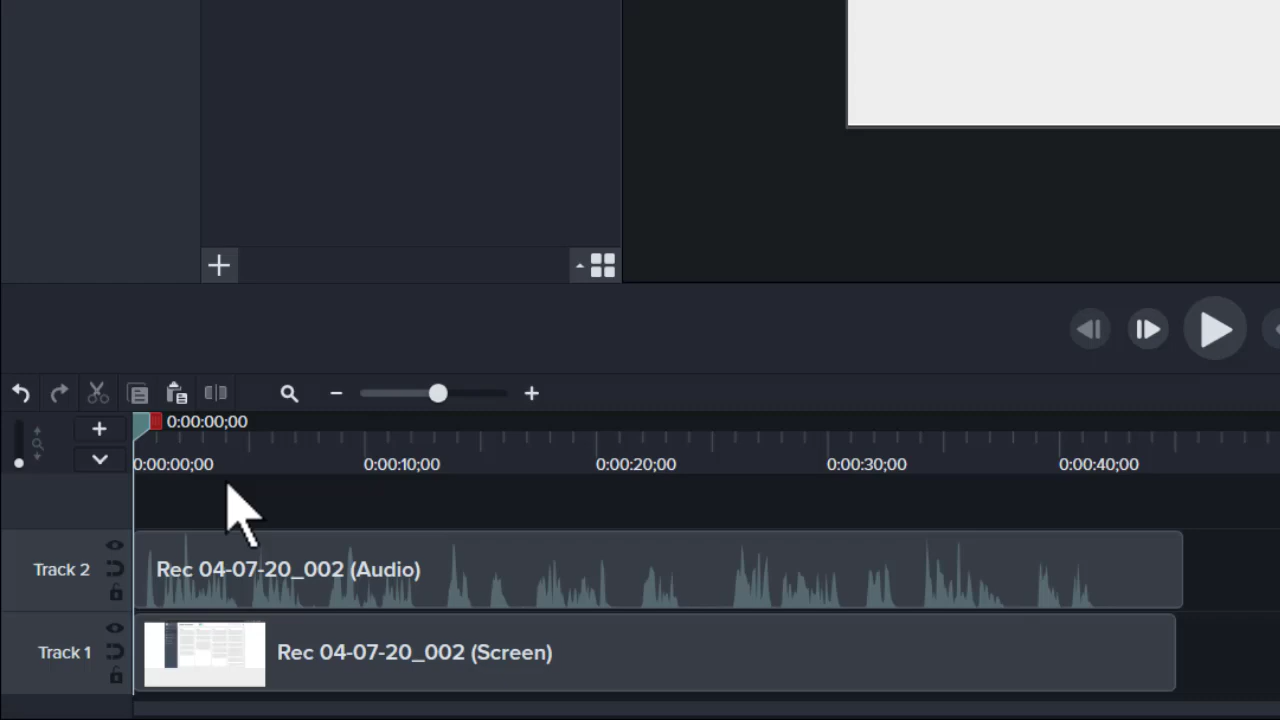 0:00:00;00
0:00:00;00 0:00:10;00 0:00:20;00 0:00:30;00 0:00:40;00
Track 2
Rec 04-07-20_002 (Audio)
Track 1
Rec 04-07-20_002 (Screen)